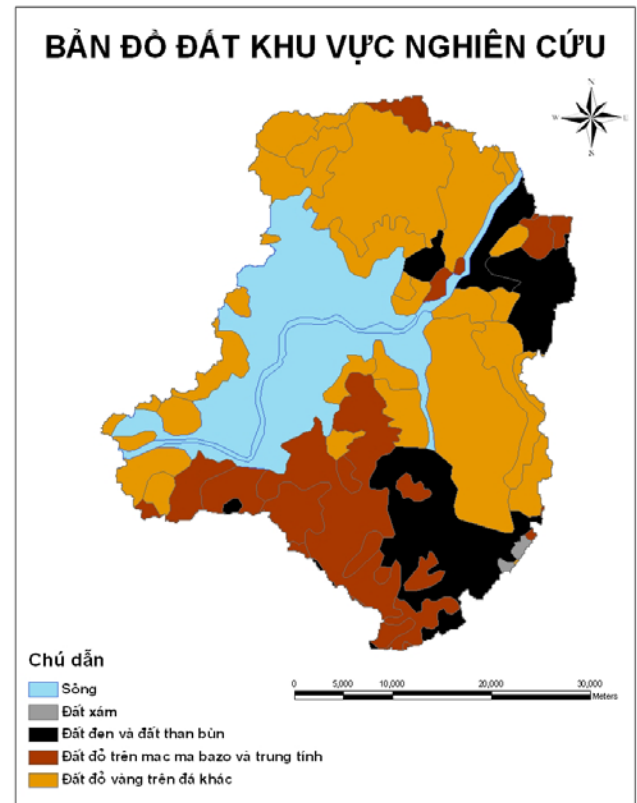 BẢN ĐỒ ĐẤT KHU VỰC NGHIÊN CỨU
N
W E
N
Chú dẫn
Sông
Đất xám
Đất đen và đất than bùn
Đất đỏ trên mac ma bazo và trung tính
Đất đỏ vàng trên đá khác
0 5,000 10,000 20,000 30,000
Meters